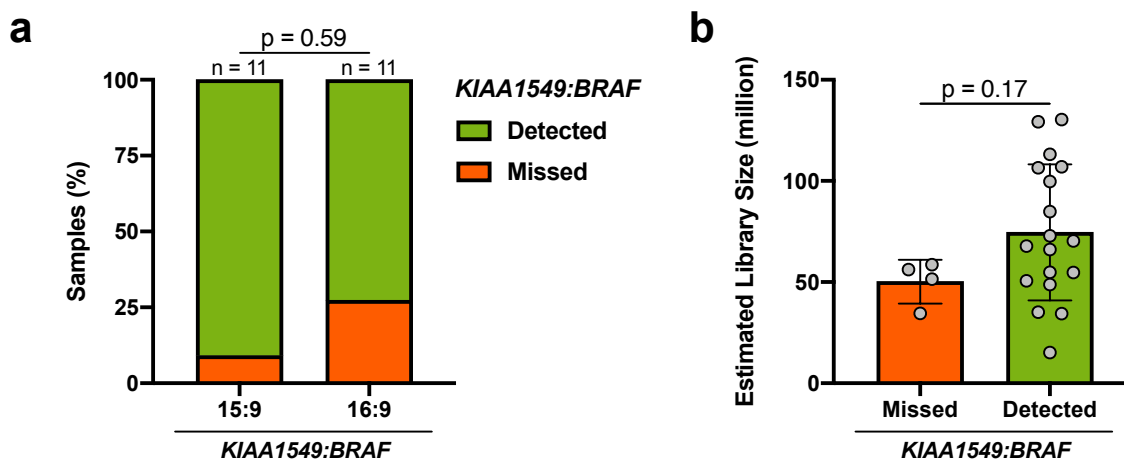 a
p = 0.59
n = 11 n = 11
100
75
50
25
0
Samples (%)
15:9 16:9
KIAA1549:BRAF
KIAA1549:BRAF
Detected
Missed
b
p = 0.17
150
100
50
0
Estimated Library Size (million)
Missed Detected
KIAA1549:BRAF